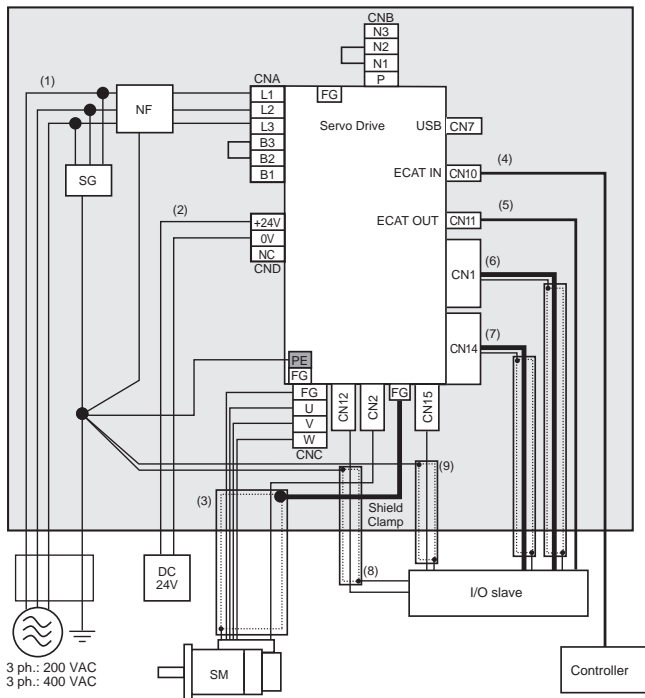 CNB
N3
N2
N1
P
(1)
CNA
L1
L2
L3
B3
B2
B1
FG
NF
Servo Drive
USB
CN7
SG
ECAT IN
CN10
(4)
(2)
ECAT OUT
CN11
(5)
+24V
0V
NC
CND
CN1
(6)
CN14
(7)
PE
FG
FG
U
V
W
CNC
CN12
CN2
FG
CN15
(3)
(9)
Shield
Clamp
(8)
DC
24V
I/O slave
3 ph.: 200 VAC
3 ph.: 400 VAC
SM
Controller